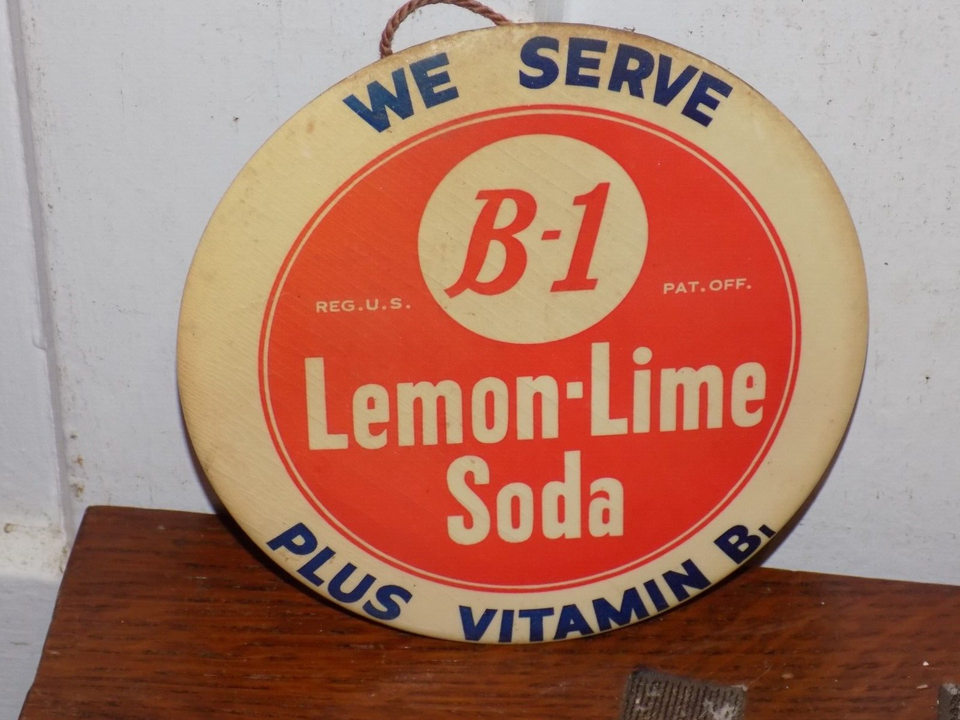 WE SERVE
B-1
REG.U.S. PAT.OFF.
Lemon-Lime
Soda
PLUS VITAMIN B₁